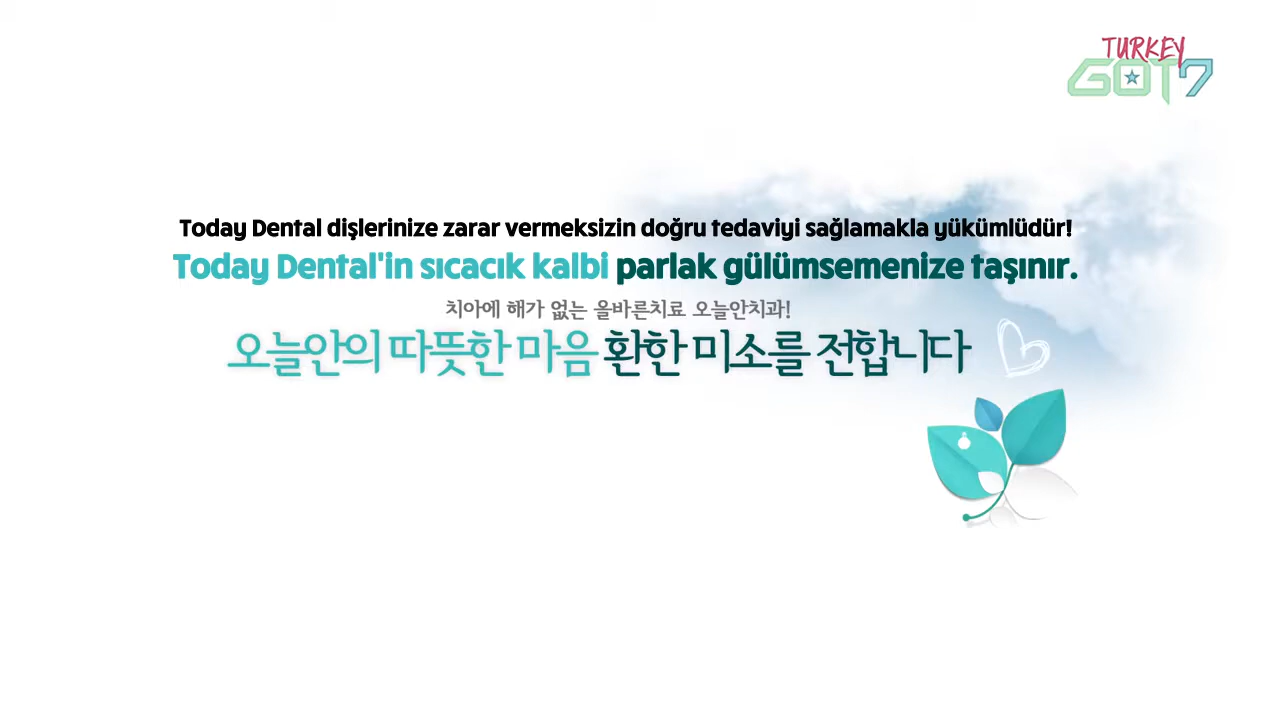 TURKEY
GOT7
Today Dental dişlerinize zarar vermeksizin doğru tedaviyi sağlamakla yükümlüdür!
Today Dental'in sıcacık kalbi parlak gülümsemenize taşınır.
치아에 해가 없는 올바른치료 오늘안치과!
오늘안의 따뜻한 마음 환한 미소를 전합니다